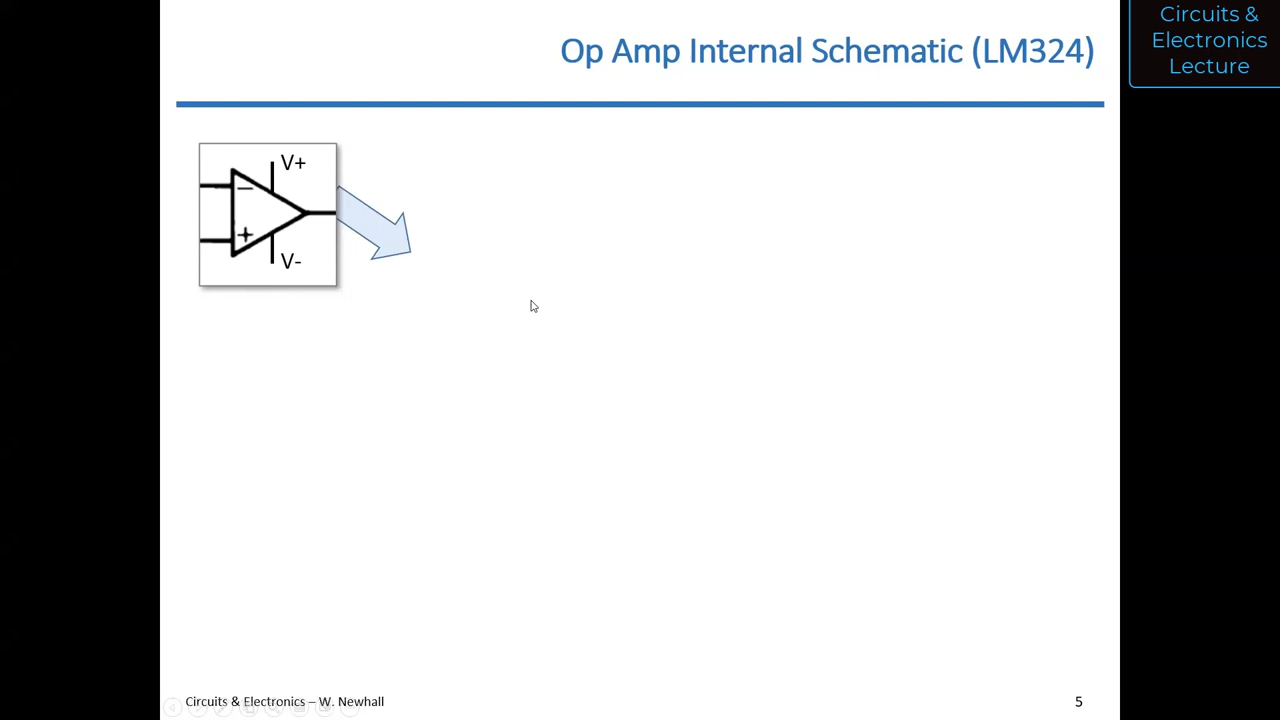 Circuits &
Electronics
Lecture
Op Amp Internal Schematic (LM324)
V+
−
+
V-
Circuits & Electronics – W. Newhall
5